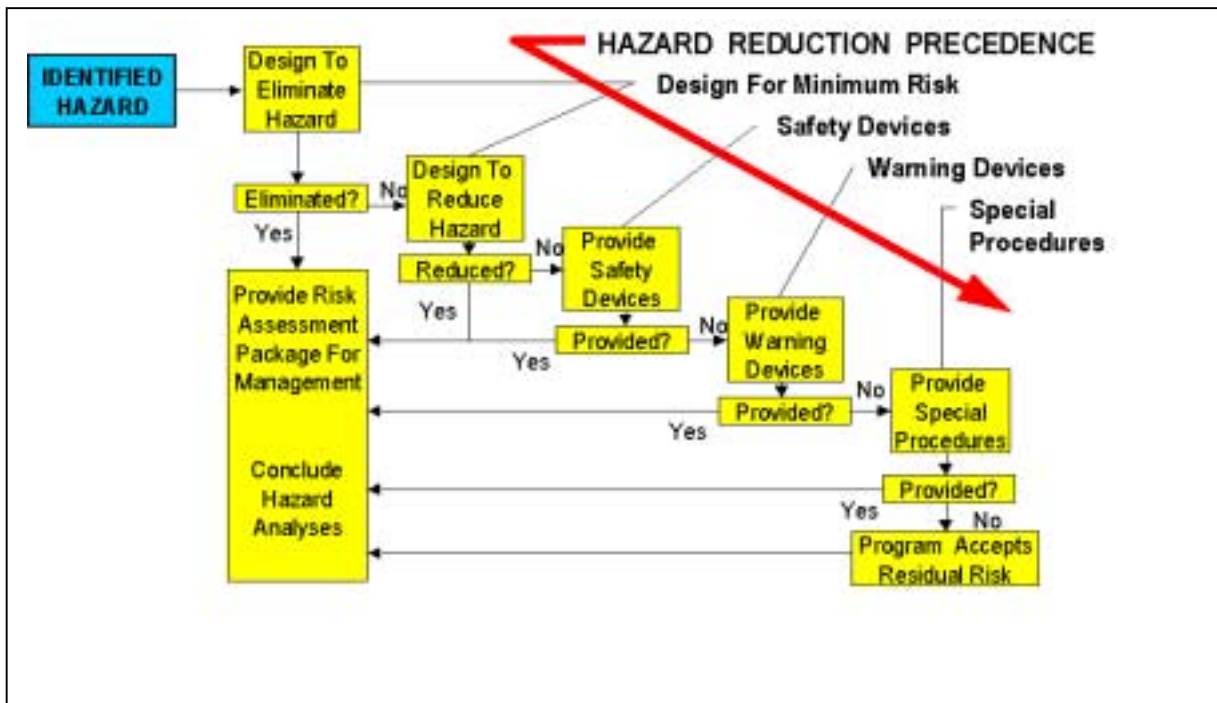 HAZARD REDUCTION PRECEDENCE
IDENTIFIED
HAZARD
Design To
Eliminate
Hazard
Design For Minimum Risk
Safety Devices
Warning Devices
Special
Procedures
Eliminated?
No
Yes
Design To
Reduce
Hazard
Reduced?
No
Yes
Provide
Safety
Devices
Provided?
No
Yes
Provide
Warning
Devices
Provided?
No
Yes
Provide
Special
Procedures
Provided?
Yes
No
Program Accepts
Residual Risk
Provide Risk
Assessment
Package For
Management
Conclude
Hazard
Analyses